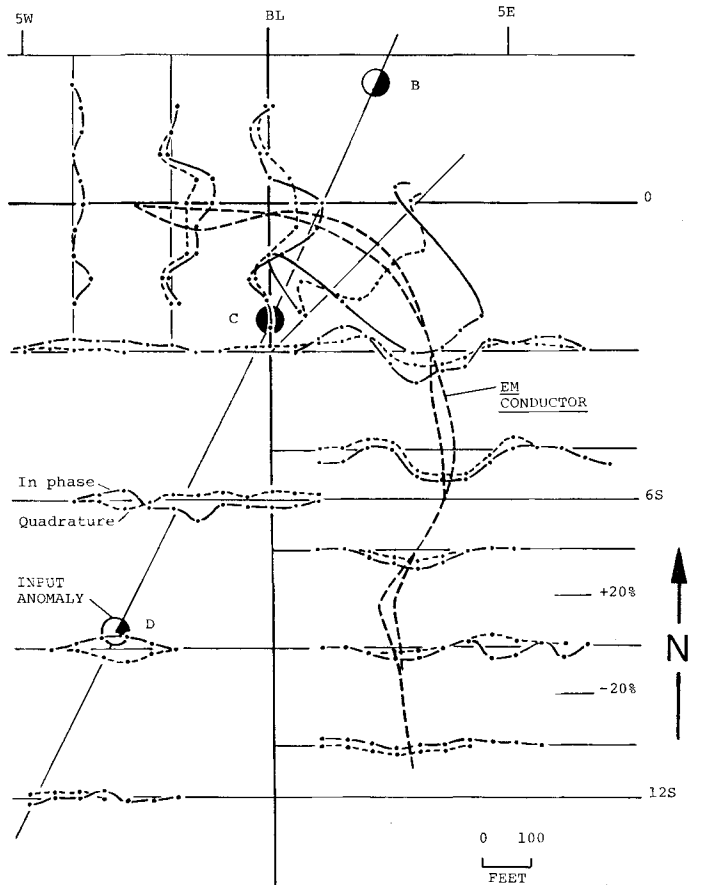 5W
BL
5E
B
0
C
EM
CONDUCTOR
In phase
Quadrature
6S
INPUT
ANOMALY
D
+20%
N
-20%
12S
0 100
FEET